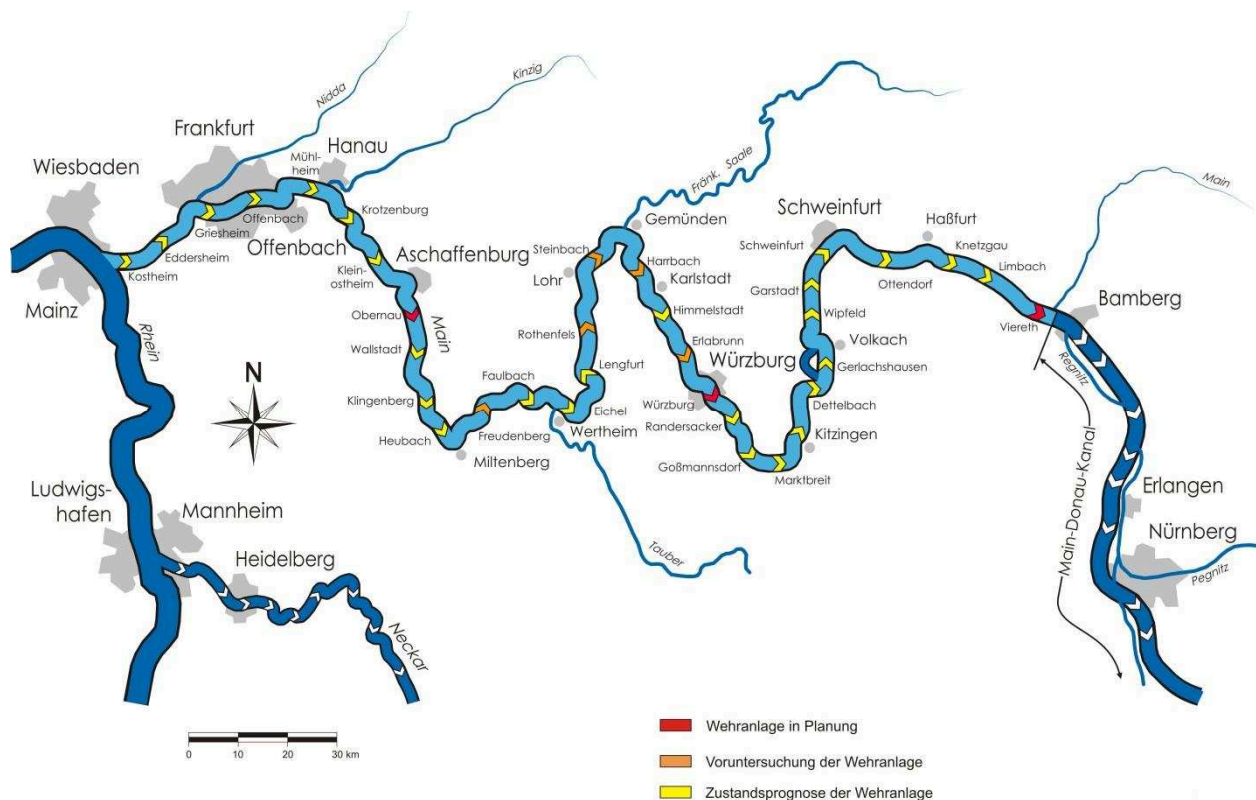 Nidda
Kinzig
Frankfurt
Wiesbaden
Mühl-
heim
Hanau
Krotzenburg
Offenbach
Griesheim
Eddersheim
Kostheim
Offenbach
Klein-
ostheim
Aschaffenburg
Mainz
Rhein
Obernau
Main
Wallstadt
Klingenberg
Heubach
Miltenberg
Freudenberg
Faulbach
Wertheim
Eichel
Lengfurt
Rothenfels
Lohr
Steinbach
Gemünden
Fränk. Saale
Harrbach
Karlstadt
Himmelstadt
Erlabrunn
Würzburg
Würzburg
Randersacker
Goßmannsdorf
Marktbreit
Kitzingen
Dettelbach
Gerlachshausen
Volkach
Wipfeld
Garstadt
Schweinfurt
Schweinfurt
Ottendorf
Haßfurt
Knetzgau
Limbach
Viereth
Main
Bamberg
Regnitz
Main-Donau-Kanal
Erlangen
Nürnberg
Pegnitz
Tauber
N
Ludwigs-
hafen
Mannheim
Heidelberg
Neckar
0 10 20 30 km
Wehranlage in Planung
Voruntersuchung der Wehranlage
Zustandsprognose der Wehranlage